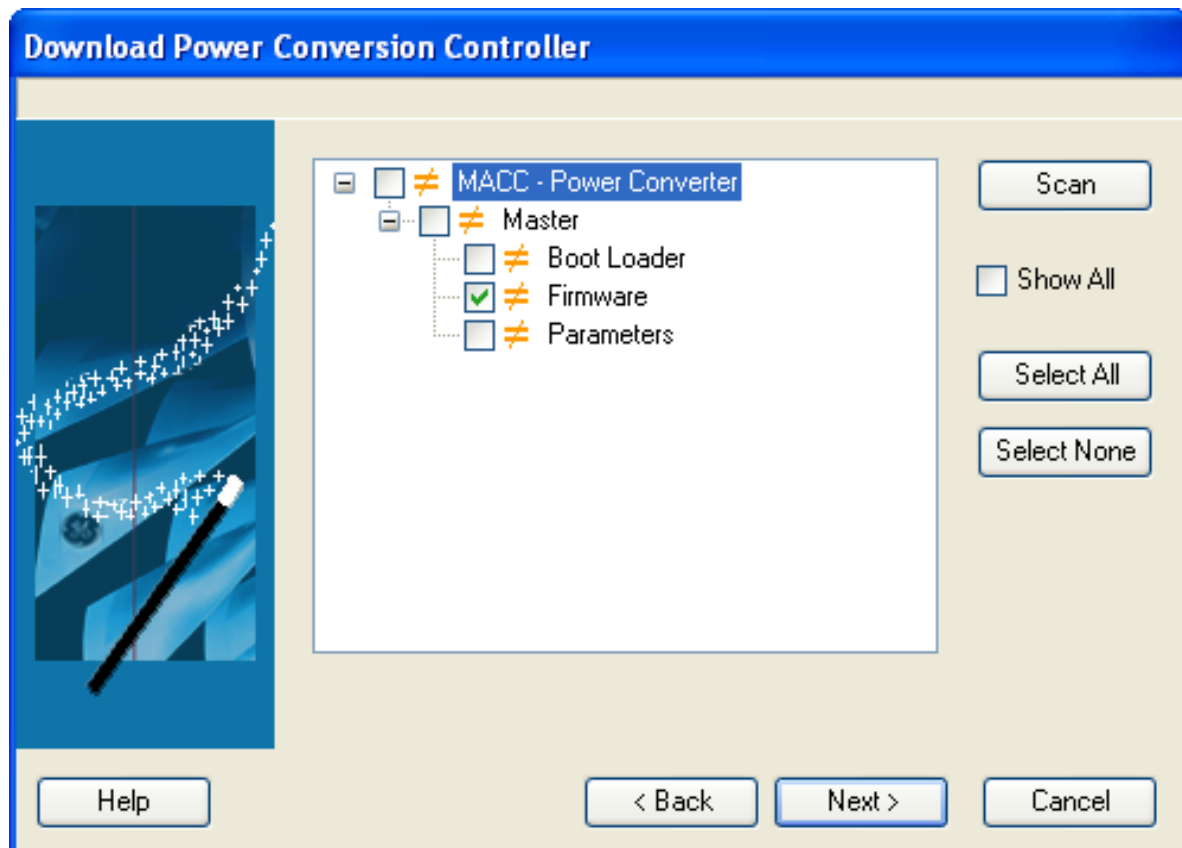 Download Power Conversion Controller
MACC - Power Converter
Master
Boot Loader
Firmware
Parameters
Scan
Show All
Select All
Select None
Help
< Back
Next >
Cancel